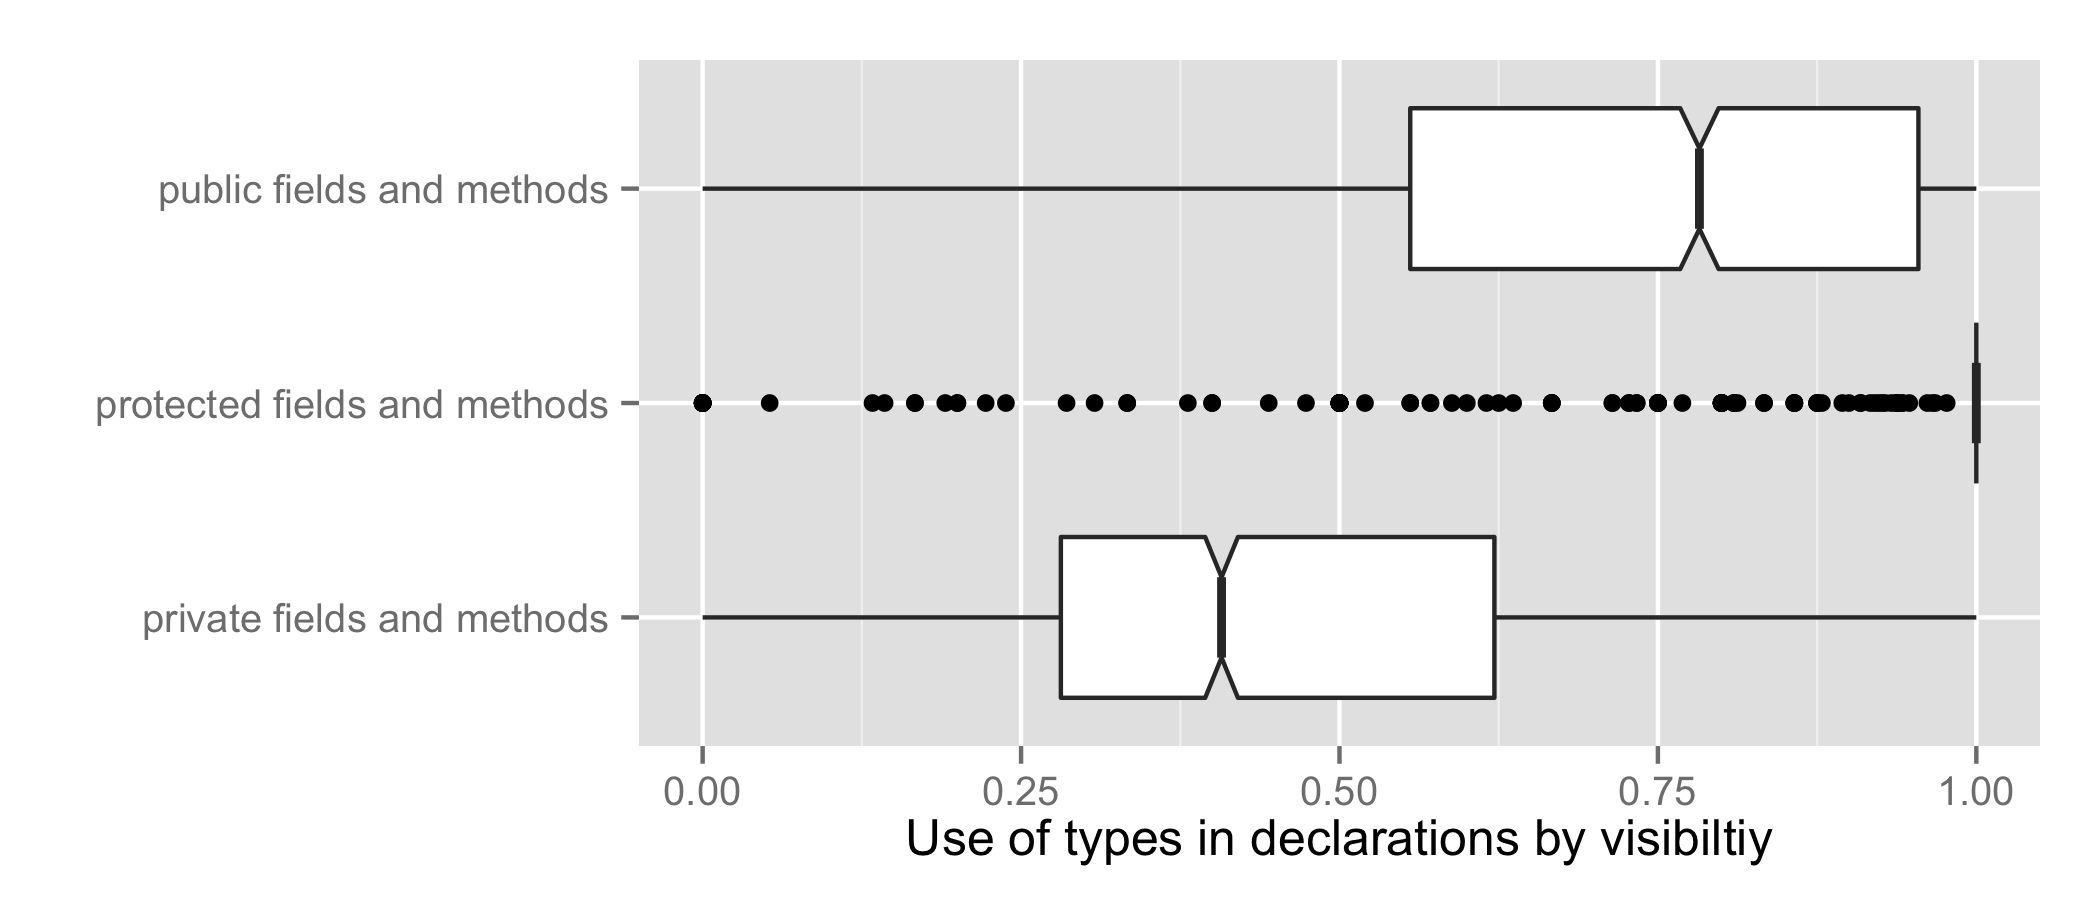 public fields and methods
protected fields and methods
private fields and methods
0.00 0.25 0.50 0.75 1.00
Use of types in declarations by visibiltiy